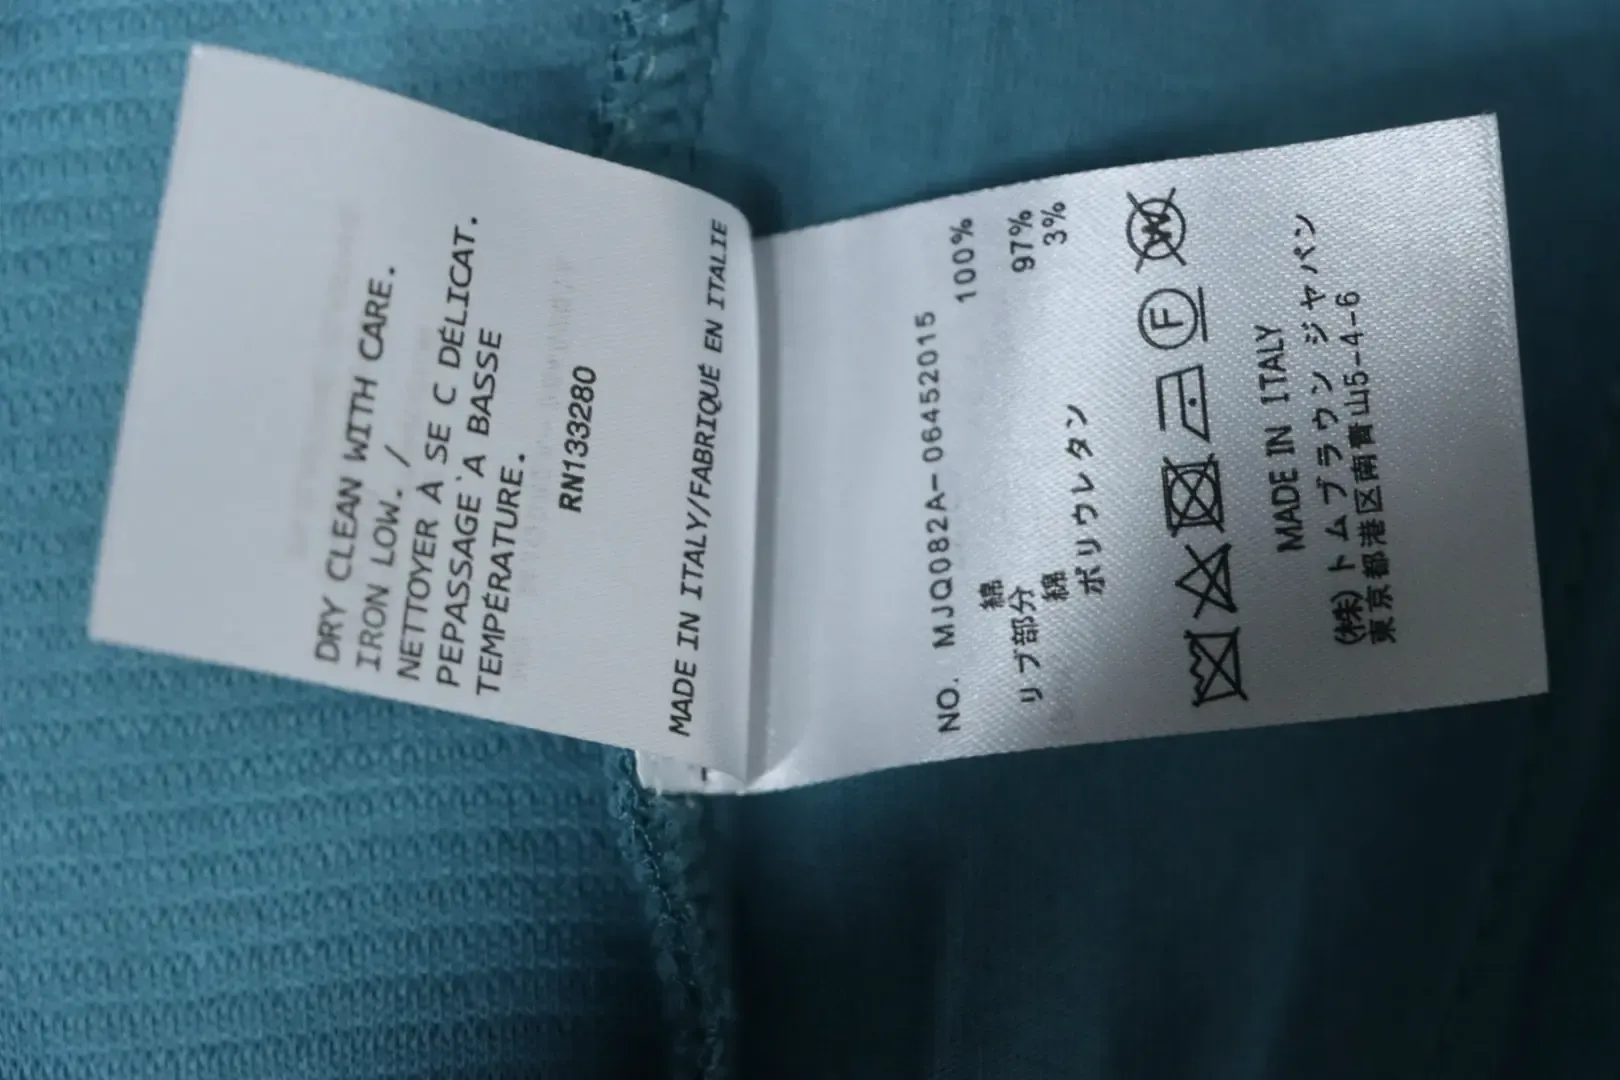 DRY CLEAN WITH CARE.
IRON LOW. /
NETTOYER À SE C DÉLICAT.
PEPASSAGE À BASSE
TEMPÉRATURE.
RN133280
MADE IN ITALY/FABRIQUÉ EN ITALIE
NO. MJQ082A-06452015
綿 100%
リブ部分
綿 97%
ポリウレタン 3%
F
W
MADE IN ITALY
(株)トムブラウン ジャパン
東京都港区南青山5-4-6